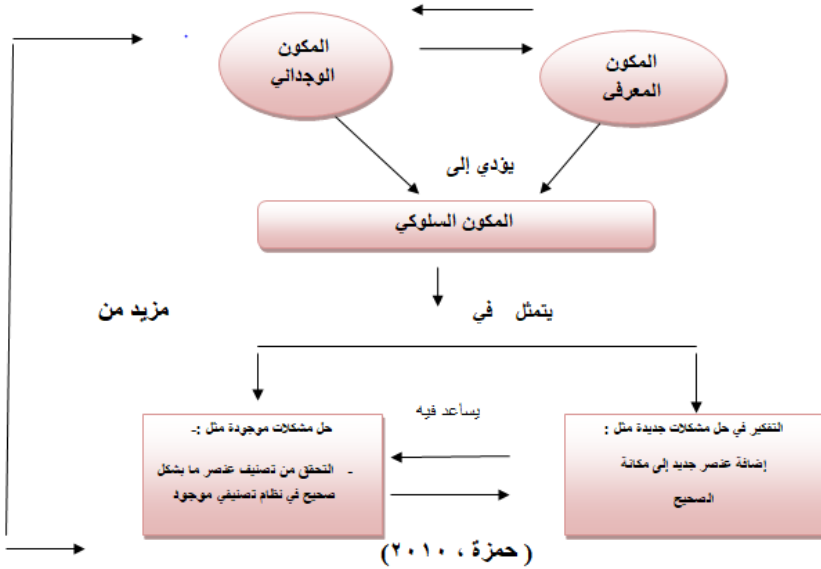 المكون
المعرفى
المكون
الوجداني
يؤدي إلى
المكون السلوكي
يتمثل في
مزيد من
يساعد فيه
التفكير في حل مشكلات جديدة مثل :
إضافة عنصر جديد إلى مكانة
الصحيح
حل مشكلات موجودة مثل :-
- التحقق من تصنيف عنصر ما بشكل
صحيح في نظام تصنيفي موجود
(حمزة ، ٢٠١٠)